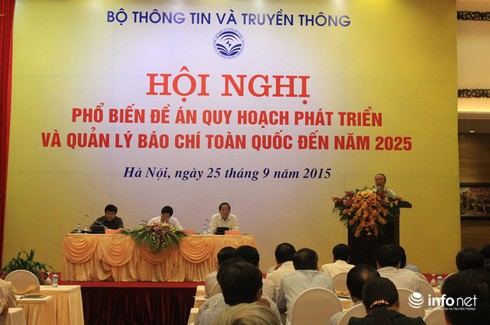 BỘ THÔNG TIN VÀ TRUYỀN THÔNG
HỘI NGHỊ
PHỔ BIẾN ĐỀ ÁN QUY HOẠCH PHÁT TRIỂN
VÀ QUẢN LÝ BÁO CHÍ TOÀN QUỐC ĐẾN NĂM 2025
Hà Nội, ngày 25 tháng 9 năm 2015
infonet